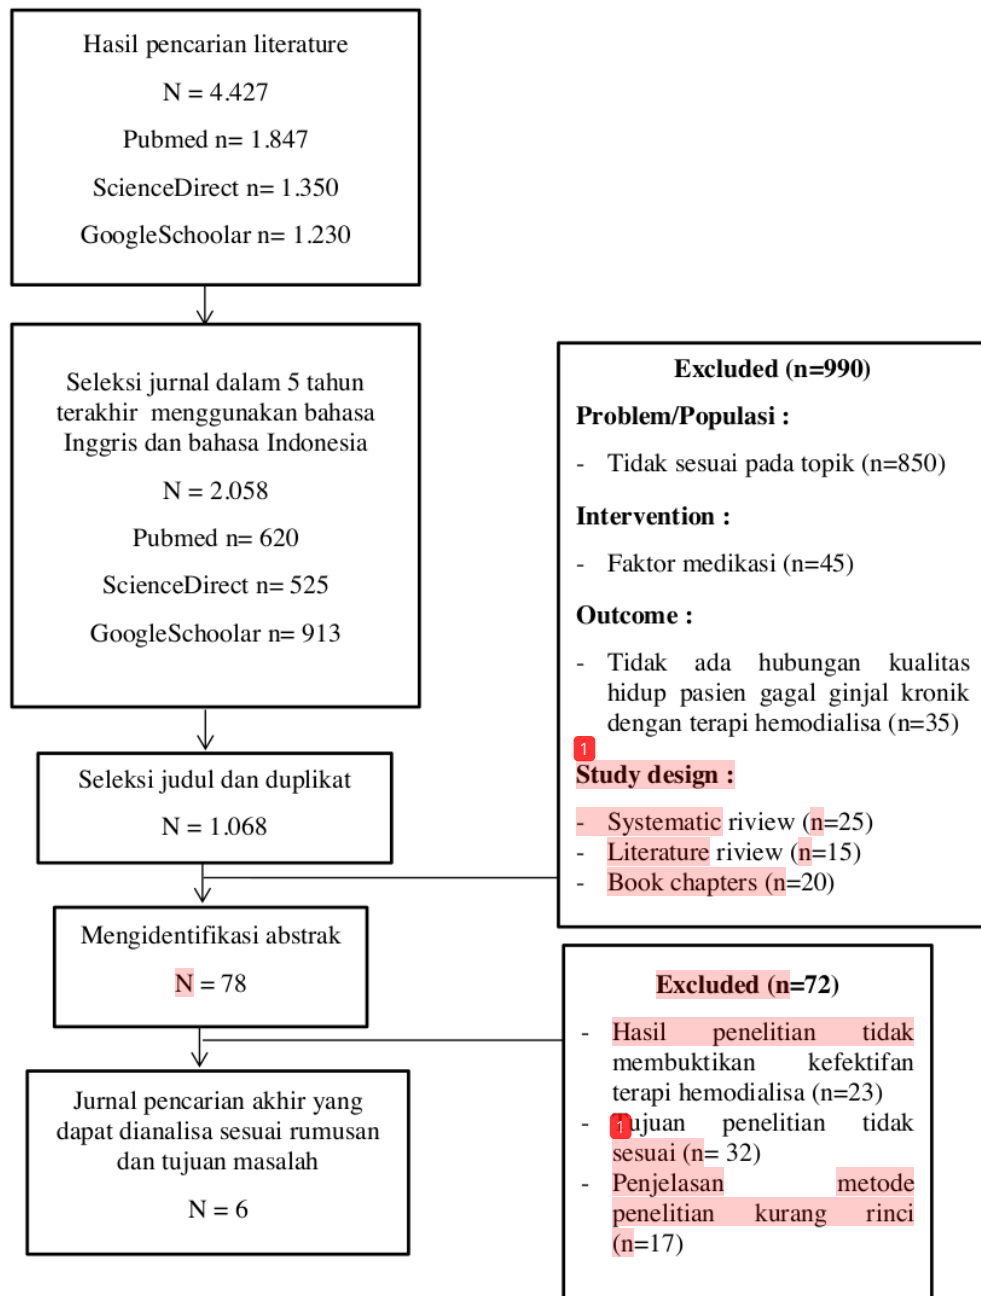 Hasil pencarian literature
N = 4.427
Pubmed n= 1.847
ScienceDirect n= 1.350
GoogleSchoolar n= 1.230
Seleksi jurnal dalam 5 tahun
terakhir menggunakan bahasa
Inggris dan bahasa Indonesia
N = 2.058
Pubmed n= 620
ScienceDirect n= 525
GoogleSchoolar n= 913
Seleksi judul dan duplikat
N = 1.068
Excluded (n=990)
Problem/Populasi :
- Tidak sesuai pada topik (n=850)
Intervention :
- Faktor medikasi (n=45)
Outcome :
- Tidak ada hubungan kualitas
hidup pasien gagal ginjal kronik
dengan terapi hemodialisa (n=35)
1
Study design :
- Systematic riview (n=25)
- Literature riview (n=15)
- Book chapters (n=20)
Mengidentifikasi abstrak
N = 78
Excluded (n=72)
- Hasil penelitian tidak
membuktikan kefektifan
terapi hemodialisa (n=23)
1
- Tujuan penelitian tidak
sesuai (n= 32)
- Penjelasan metode
penelitian kurang rinci
(n=17)
Jurnal pencarian akhir yang
dapat dianalisa sesuai rumusan
dan tujuan masalah
N = 6